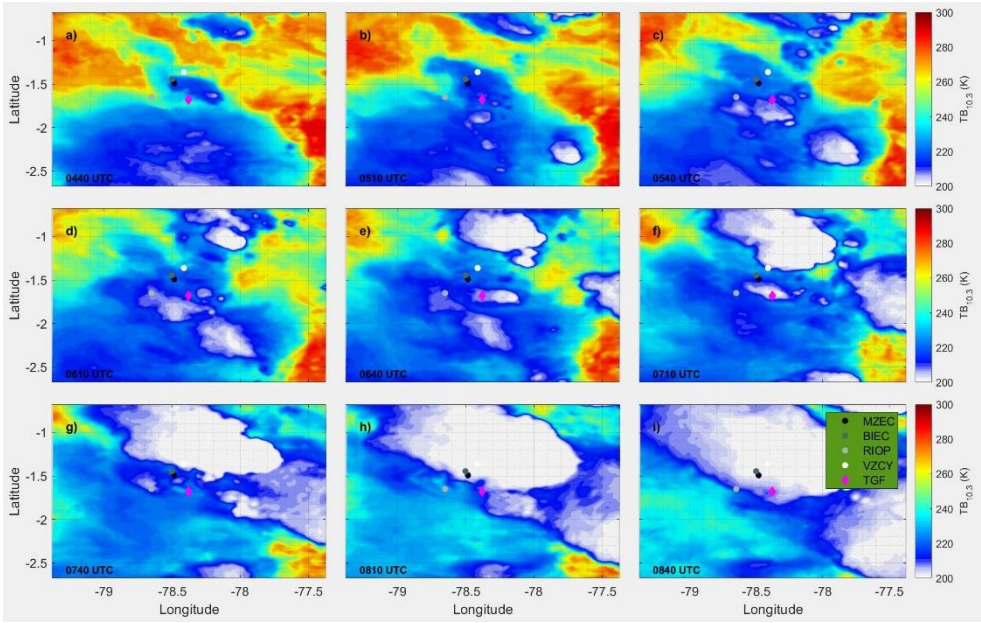 a)
b)
c)
300
280
260
240
220
200
TB10.3 (K)
-1
-1.5
-2
-2.5
Latitude
0440 UTC
0510 UTC
0540 UTC
d)
e)
f)
300
280
260
240
220
200
TB10.3 (K)
-1
-1.5
-2
-2.5
Latitude
0610 UTC
0640 UTC
0710 UTC
g)
h)
i)
MZEC
BIEC
RIOP
VZCY
TGF
300
280
260
240
220
200
TB10.3 (K)
-1
-1.5
-2
-2.5
Latitude
0740 UTC
0810 UTC
0840 UTC
-79 -78.5 -78 -77.5
-79 -78.5 -78 -77.5
-79 -78.5 -78 -77.5
Longitude
Longitude
Longitude